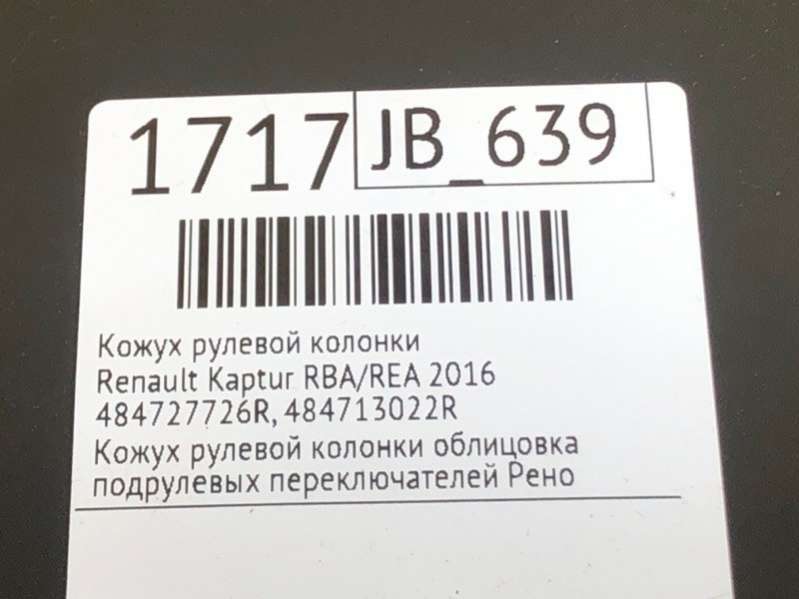 1717 JB_639
Кожух рулевой колонки
Renault Kaptur RBA/REA 2016
484727726R, 484713022R
Кожух рулевой колонки облицовка
подрулевых переключателей Рено